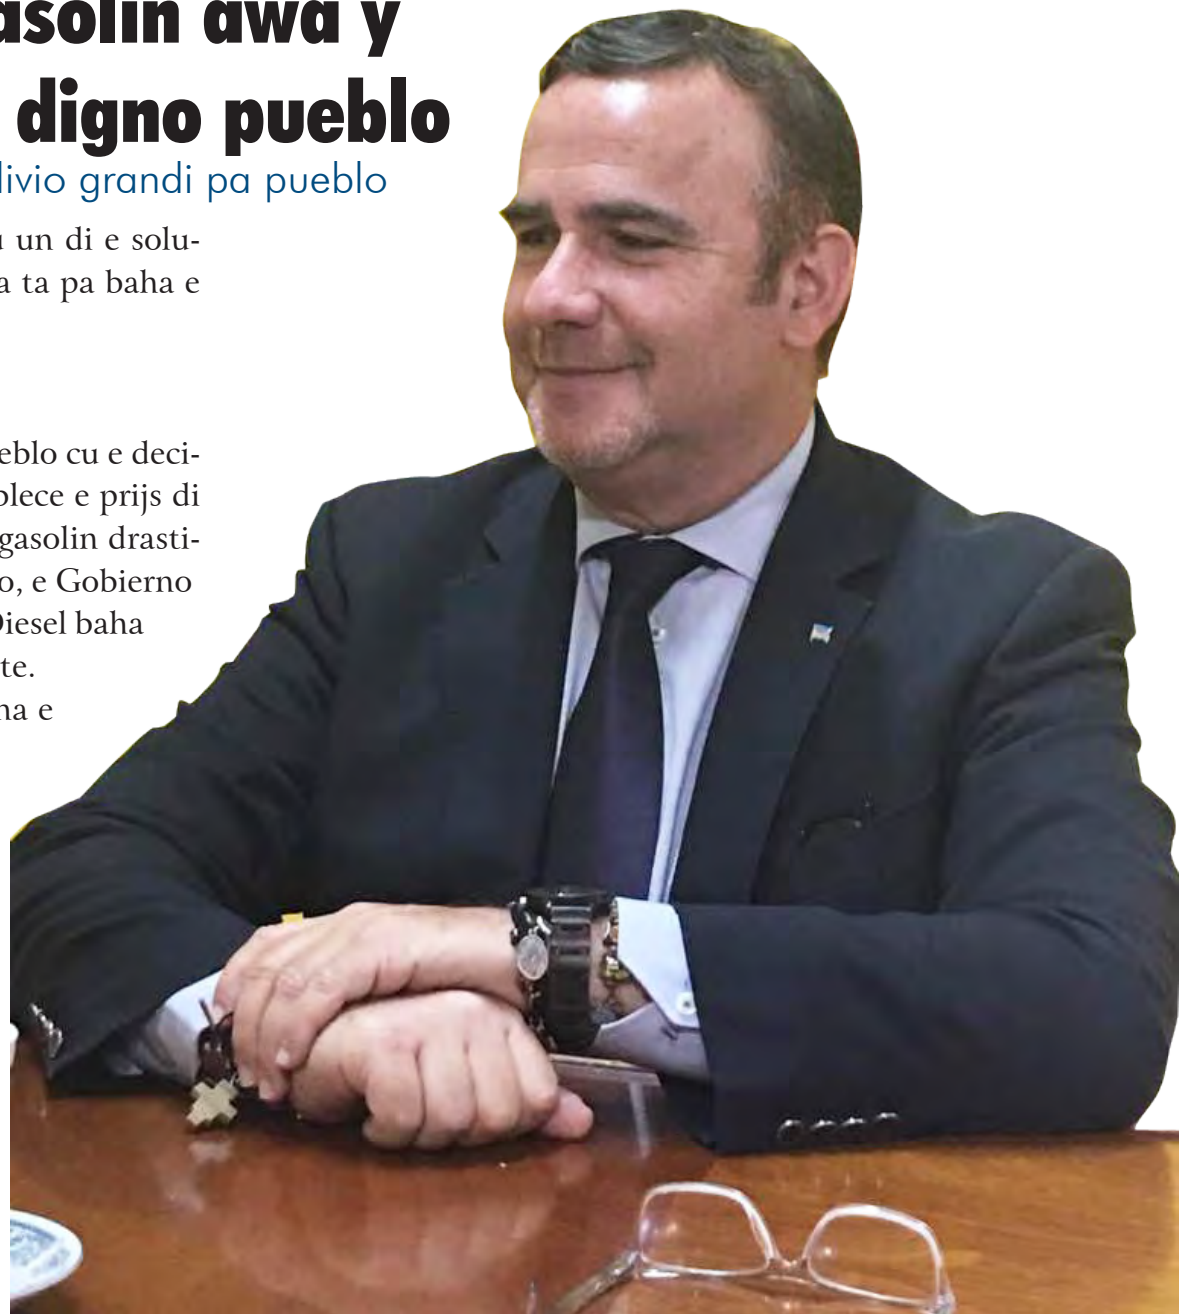 asolin awa y
digno pueblo
livio grandi pa pueblo
un di e solu-
a ta pa baha e
eblo cu e deci-
blece e prijs di
gasolin drasti-
o, e Gobierno
Diesel baha
te.
na e